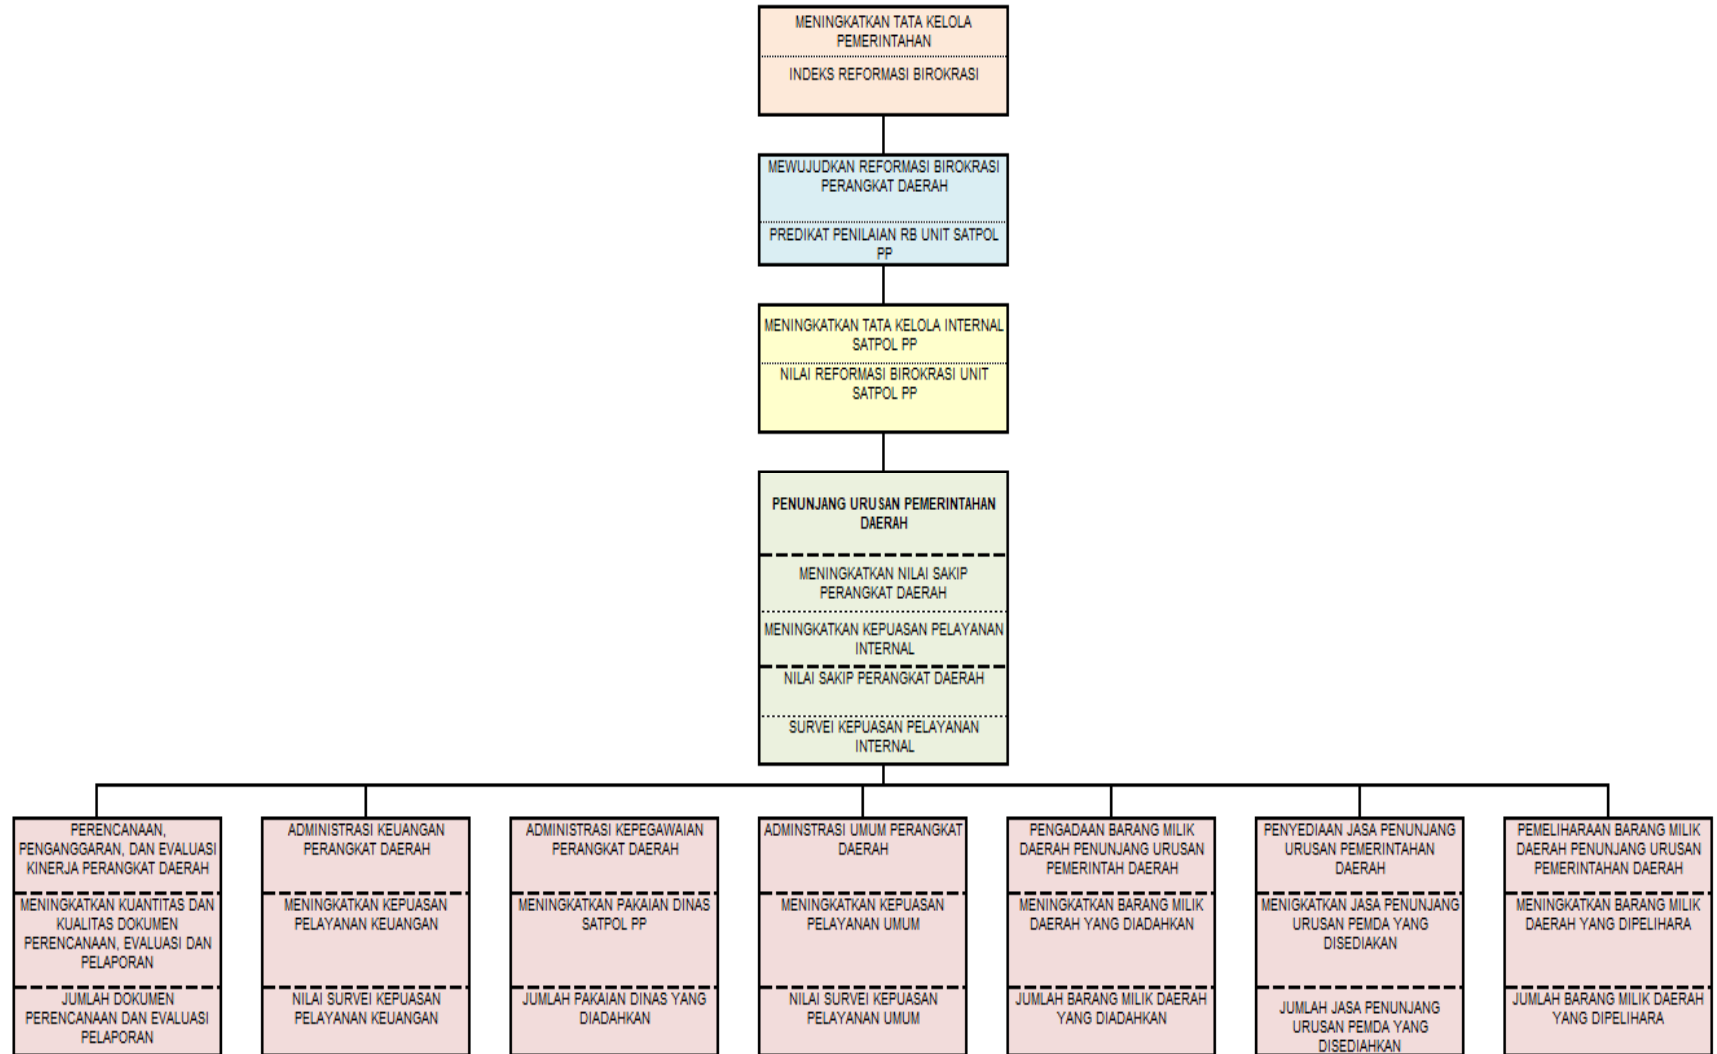 MENINGKATKAN TATA KELOLA
PEMERINTAHAN
INDEKS REFORMASI BIROKRASI
MEWUJUDKAN REFORMASI BIROKRASI
PERANGKAT DAERAH
PREDIKAT PENILAIAN RB UNIT SATPOL
PP
MENINGKATKAN TATA KELOLA INTERNAL
SATPOL PP
NILAI REFORMASI BIROKRASI UNIT
SATPOL PP
PENUNJANG URUSAN PEMERINTAHAN
DAERAH
MENINGKATKAN NILAI SAKIP
PERANGKAT DAERAH
MENINGKATKAN KEPUASAN PELAYANAN
INTERNAL
NILAI SAKIP PERANGKAT DAERAH
SURVEI KEPUASAN PELAYANAN
INTERNAL
PERENCANAAN,
PENGANGGARAN, DAN EVALUASI
KINERJA PERANGKAT DAERAH
MENINGKATKAN KUANTITAS DAN
KUALITAS DOKUMEN
PERENCANAAN, EVALUASI DAN
PELAPORAN
JUMLAH DOKUMEN
PERENCANAAN DAN EVALUASI
PELAPORAN
ADMINISTRASI KEUANGAN
PERANGKAT DAERAH
MENINGKATKAN KEPUASAN
PELAYANAN KEUANGAN
NILAI SURVEI KEPUASAN
PELAYANAN KEUANGAN
ADMINISTRASI KEPEGAWAIAN
PERANGKAT DAERAH
MENINGKATKAN PAKAIAN DINAS
SATPOL PP
JUMLAH PAKAIAN DINAS YANG
DIADAHKAN
ADMINSTRASI UMUM PERANGKAT
DAERAH
MENINGKATKAN KEPUASAN
PELAYANAN UMUM
NILAI SURVEI KEPUASAN
PELAYANAN UMUM
PENGADAAN BARANG MILIK
DAERAH PENUNJANG URUSAN
PEMERINTAH DAERAH
MENINGKATKAN BARANG MILIK
DAERAH YANG DIADAHKAN
JUMLAH BARANG MILIK DAERAH
YANG DIADAHKAN
PENYEDIAAN JASA PENUNJANG
URUSAN PEMERINTAHAN
DAERAH
MENIGKATKAN JASA PENUNJANG
URUSAN PEMDA YANG
DISEDIAKAN
JUMLAH JASA PENUNJANG
URUSAN PEMDA YANG
DISEDIAHKAN
PEMELIHARAAN BARANG MILIK
DAERAH PENUNJANG URUSAN
PEMERINTAHAN DAERAH
MENINGKATKAN BARANG MILIK
DAERAH YANG DIPELIHARA
JUMLAH BARANG MILIK DAERAH
YANG DIPELIHARA